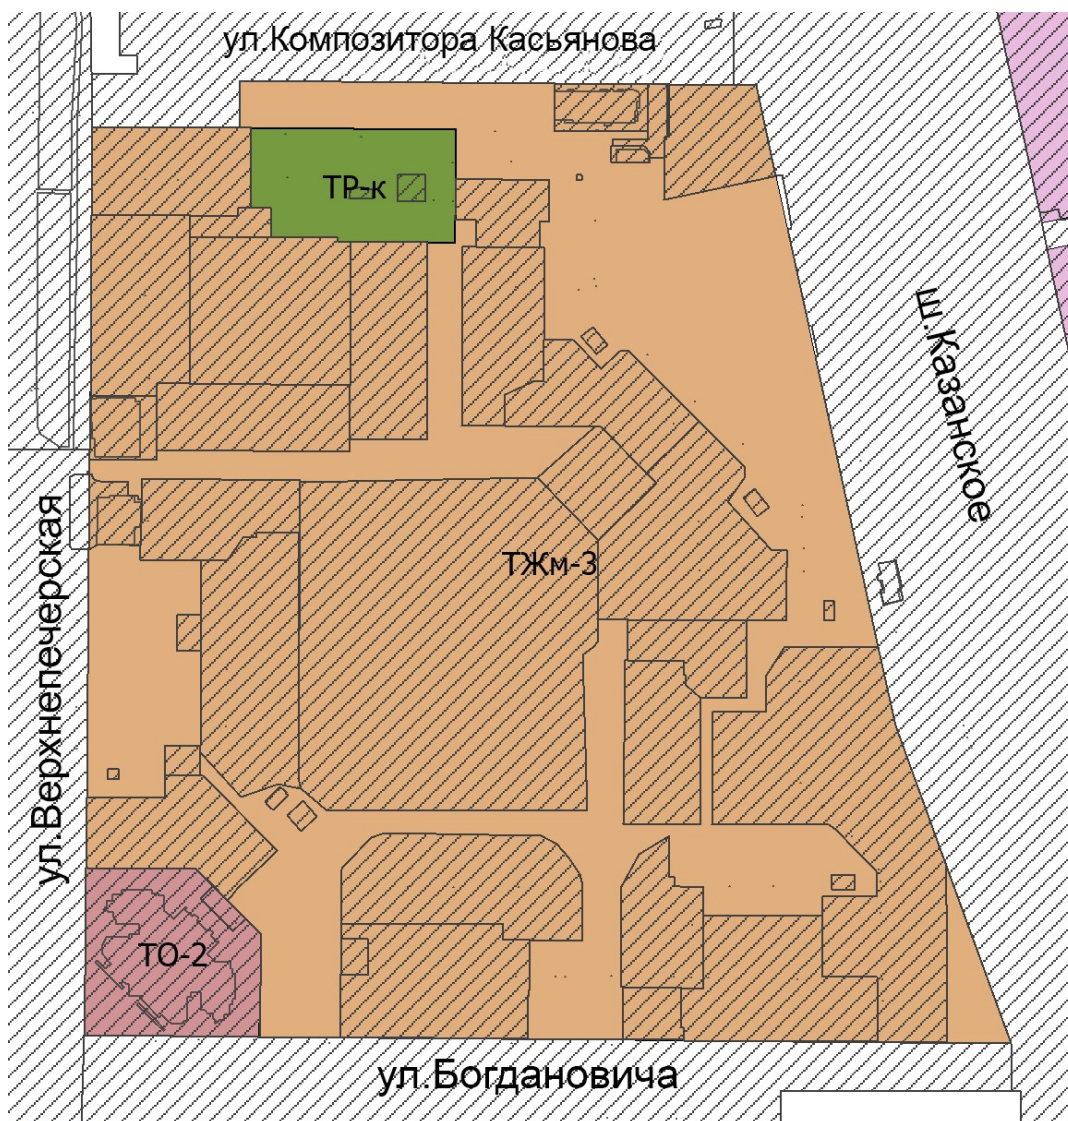 ул.Композитора Касьянова
ТР-к
ш.Казанское
ул.Верхнепечерская
ТЖм-3
ТО-2
ул.Богдановича